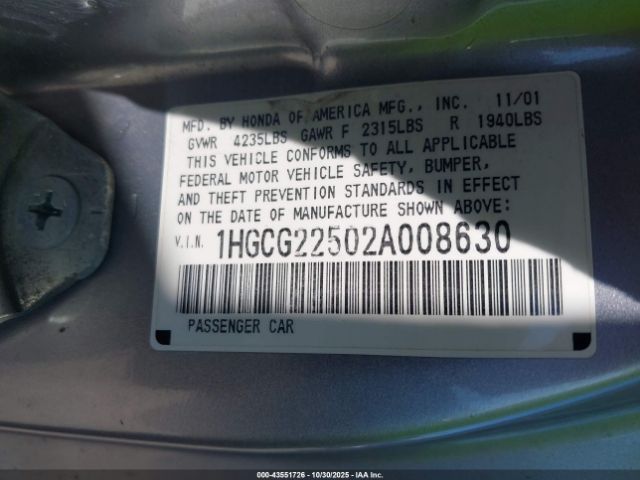 MFD. BY HONDA OF AMERICA MFG., INC. 11/01
GVWR 4235LBS GAWR F 2315LBS R 1940LBS
THIS VEHICLE CONFORMS TO ALL APPLICABLE
FEDERAL MOTOR VEHICLE SAFETY, BUMPER,
AND THEFT PREVENTION STANDARDS IN EFFECT
ON THE DATE OF MANUFACTURE SHOWN ABOVE:
V.I.N. 1HGCG22502A008630
PASSENGER CAR
000-43551726 - 10/30/2025 - IAA Inc.